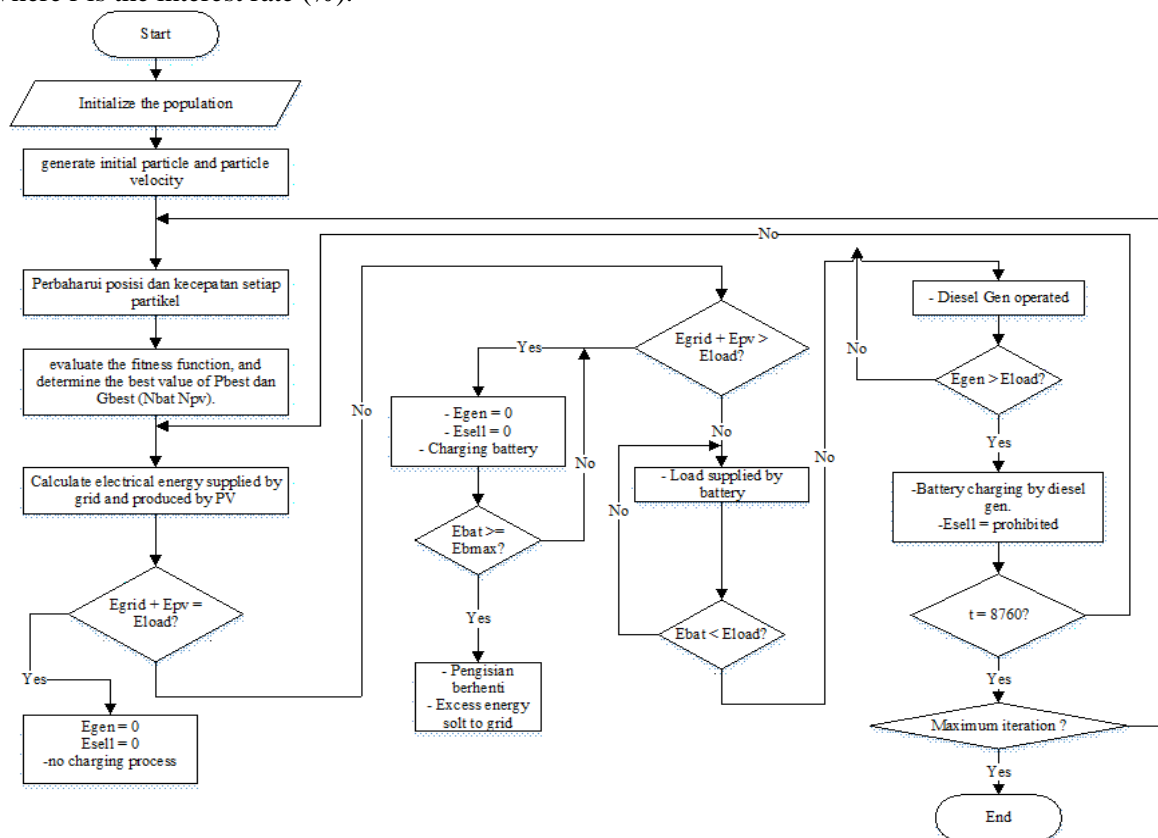 where i is the interest rate (%).
Start
Initialize the population
generate initial particle and particle
velocity
Perbaharui posisi dan kecepatan setiap
partikel
evaluate the fitness function, and
determine the best value of Pbest dan
Gbest (Nbat Npv).
Calculate electrical energy supplied by
grid and produced by PV
Egrid + Epv =
Eload?
Yes
Egen = 0
Esell = 0
-no charging process
No
Egrid + Epv >
Eload?
Yes
- Egen = 0
- Esell = 0
- Charging battery
No
Ebat >=
Ebmax?
Yes
- Pengisian
berhenti
- Excess energy
solt to grid
No
- Load supplied by
battery
No
Ebat < Eload?
No
- Diesel Gen operated
No
Egen > Eload?
Yes
-Battery charging by diesel
gen.
-Esell = prohibited
t = 8760?
No
Yes
Maximum iteration ?
Yes
End